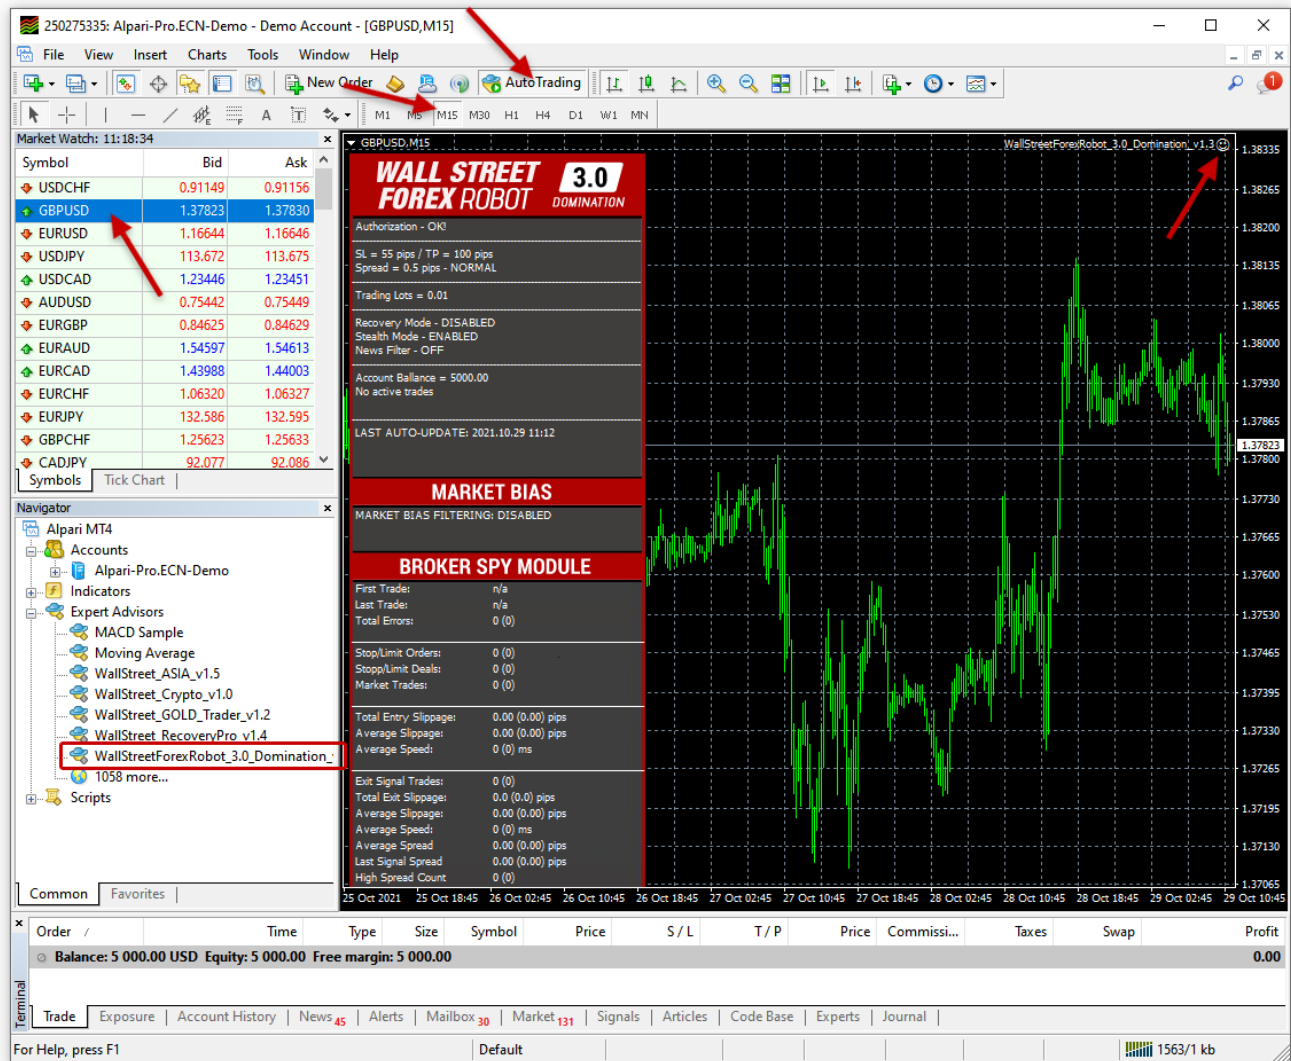 250275335: Alpari-Pro.ECN-Demo - Demo Account - [GBPUSD,M15]
File View Insert Charts Tools Window Help
New Order AutoTrading
1
A T
E F
M1 M5 M15 M30 H1 H4 D1 W1 MN
Market Watch: 11:18:34
Symbol Bid Ask
USDCHF 0.91149 0.91156
GBPUSD 1.37823 1.37830
EURUSD 1.16644 1.16646
USDJPY 113.672 113.675
USDCAD 1.23446 1.23451
AUDUSD 0.75442 0.75449
EURGBP 0.84625 0.84629
EURAUD 1.54597 1.54613
EURCAD 1.43988 1.44003
EURCHF 1.06320 1.06327
EURJPY 132.586 132.595
GBPCHF 1.25623 1.25633
CADJPY 92.077 92.086
Symbols Tick Chart
Navigator
Alpari MT4
Accounts
Alpari-Pro.ECN-Demo
Indicators
Expert Advisors
MACD Sample
Moving Average
WallStreet_ASIA_v1.5
WallStreet_Crypto_v1.0
WallStreet_GOLD_Trader_v1.2
WallStreet_RecoveryPro_v1.4
WallStreetForexRobot_3.0_Domination_
1058 more...
Scripts
Common Favorites
GBPUSD,M15
WallStreetForexRobot_3.0_Domination_v1.3
WALL STREET
FOREX ROBOT
3.0
DOMINATION
Authorization - OK!
SL = 55 pips / TP = 100 pips
Spread = 0.5 pips - NORMAL
Trading Lots = 0.01
Recovery Mode - DISABLED
Stealth Mode - ENABLED
News Filter - OFF
Account Ballance = 5000.00
No active trades
LAST AUTO-UPDATE: 2021.10.29 11:12
MARKET BIAS
MARKET BIAS FILTERING: DISABLED
BROKER SPY MODULE
First Trade: n/a
Last Trade: n/a
Total Errors: 0 (0)
Stop/Limit Orders: 0 (0)
Stopp/Limit Deals: 0 (0)
Market Trades: 0 (0)
Total Entry Slippage: 0.00 (0.00) pips
Average Slippage: 0.00 (0.00) pips
Average Speed: 0 (0) ms
Exit Signal Trades: 0 (0)
Total Exit Slippage: 0.0 (0.0) pips
Average Slippage: 0.00 (0.00) pips
Average Speed: 0 (0) ms
Average Spread 0.00 (0.00) pips
Last Signal Spread 0.00 (0.00) pips
High Spread Count 0 (0)
1.38335
1.38265
1.38200
1.38135
1.38065
1.38000
1.37930
1.37865
1.37823
1.37800
1.37730
1.37665
1.37600
1.37530
1.37465
1.37395
1.37330
1.37265
1.37195
1.37130
1.37065
25 Oct 2021 25 Oct 18:45 26 Oct 02:45 26 Oct 10:45 26 Oct 18:45 27 Oct 02:45 27 Oct 10:45 27 Oct 18:45 28 Oct 02:45 28 Oct 10:45 28 Oct 18:45 29 Oct 02:45 29 Oct 10:45
Order / Time Type Size Symbol Price S / L T / P Price Commissi... Taxes Swap Profit
Balance: 5 000.00 USD Equity: 5 000.00 Free margin: 5 000.00 0.00
Terminal
Trade Exposure Account History News 45 Alerts Mailbox 30 Market 131 Signals Articles Code Base Experts Journal
For Help, press F1 Default 1563/1 kb